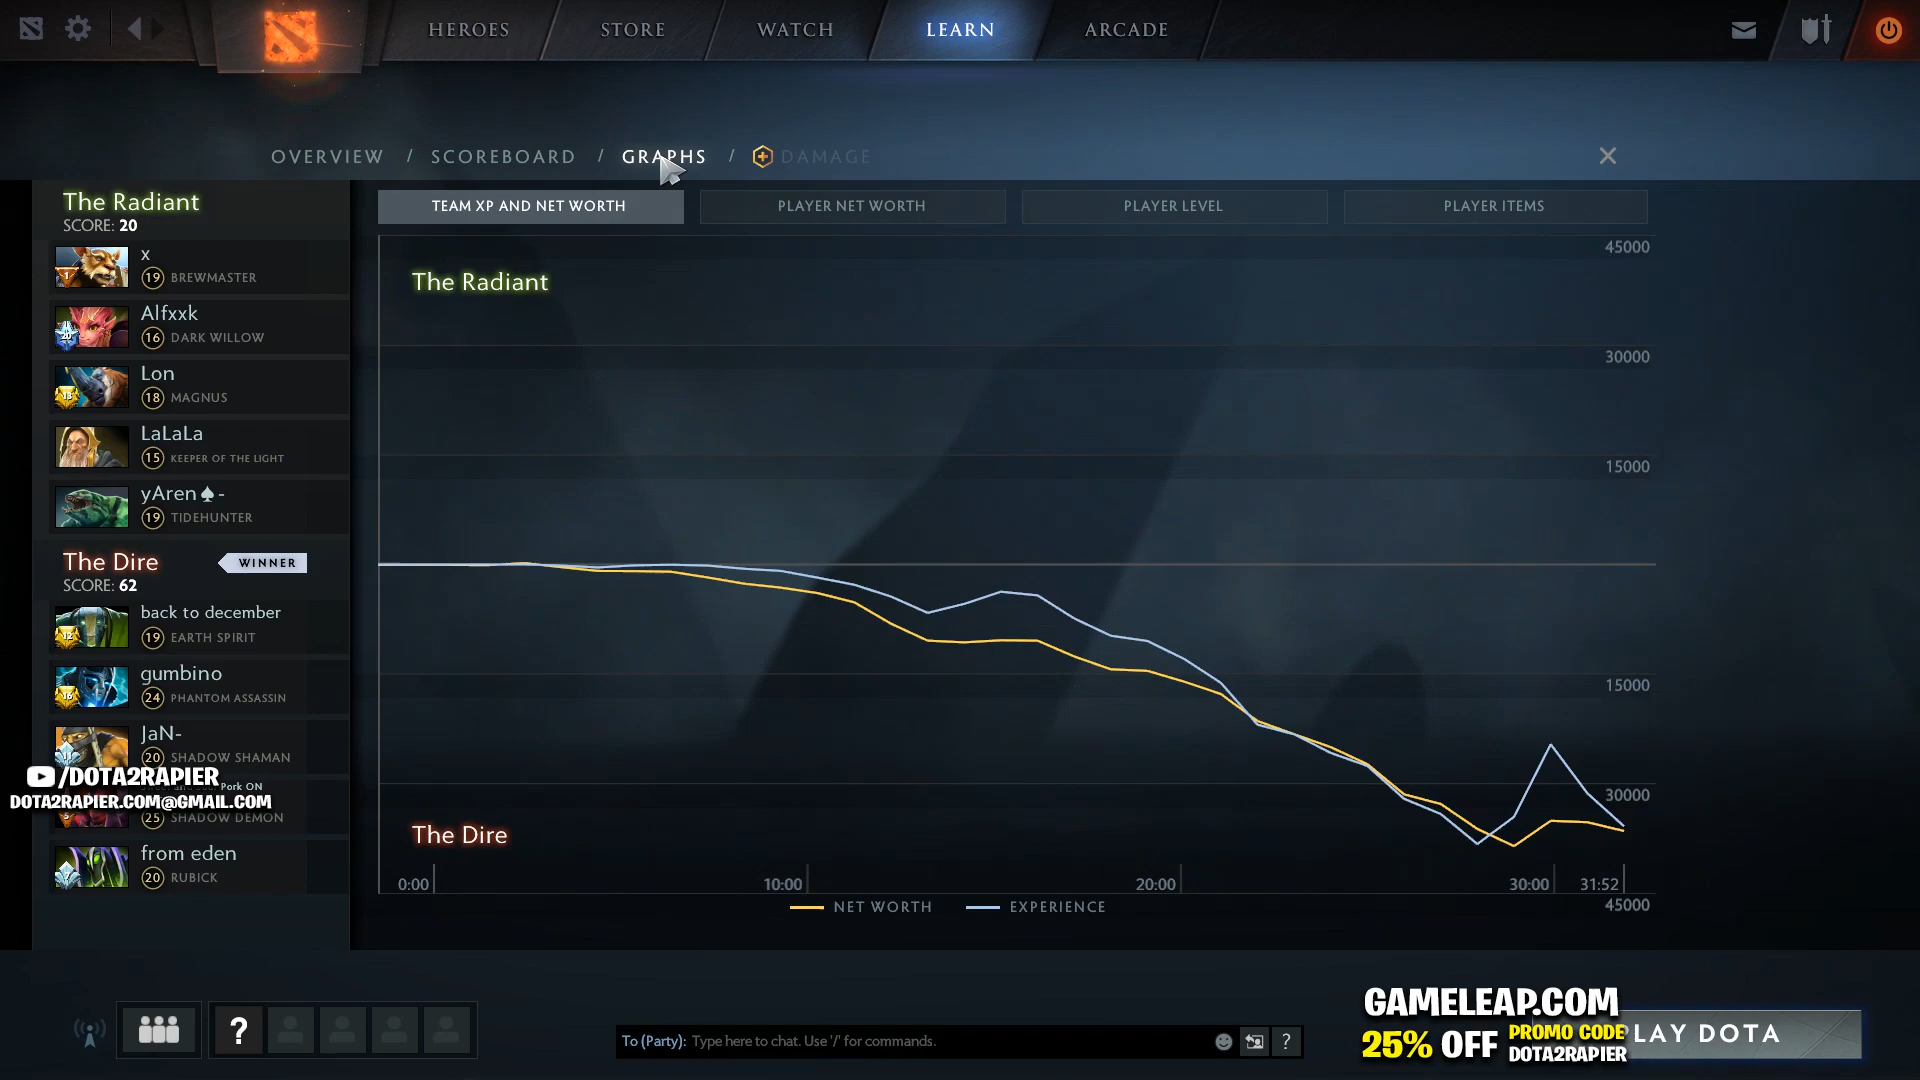 HEROES
STORE
WATCH
LEARN
ARCADE
OVERVIEW / SCOREBOARD / GRAPHS / DAMAGE
The Radiant
SCORE: 20
x
19 BREWMASTER
Alfxxk
16 DARK WILLOW
Lon
18 MAGNUS
LaLaLa
15 KEEPER OF THE LIGHT
yAren♠-
19 TIDEHUNTER
The Dire
WINNER
SCORE: 62
back to december
19 EARTH SPIRIT
gumbino
24 PHANTOM ASSASSIN
JaN-
20 SHADOW SHAMAN
/DOTA2RAPIER
Pork ON
DOTA2RAPIER.COM@GMAIL.COM
25 SHADOW DEMON
from eden
20 RUBICK
TEAM XP AND NET WORTH
PLAYER NET WORTH
PLAYER LEVEL
PLAYER ITEMS
45000
The Radiant
30000
15000
15000
30000
The Dire
0:00
10:00
20:00
30:00
31:52
45000
NET WORTH
EXPERIENCE
?
To (Party): Type here to chat. Use '/' for commands.
?
GAMELEAP.COM
25% OFF
PROMO CODE
DOTA2RAPIER
LAY DOTA